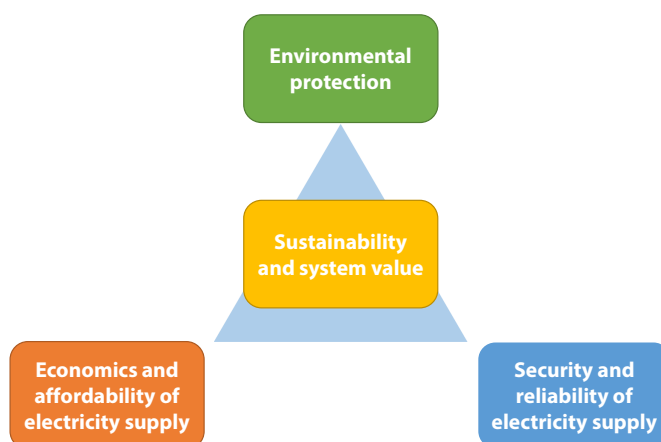 Environmental
protection
Sustainability
and system value
Economics and
affordability of
electricity supply
Security and
reliability of
electricity supply